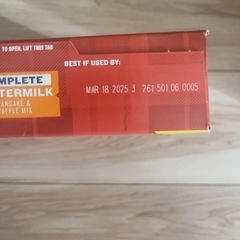 TO OPEN, LIFT THIS TAB
BEST IF USED BY:
MPLETE
TERMILK
ANCAKE &
AFFLE MIX
MAR 18 2025 3 261 501 06 0005